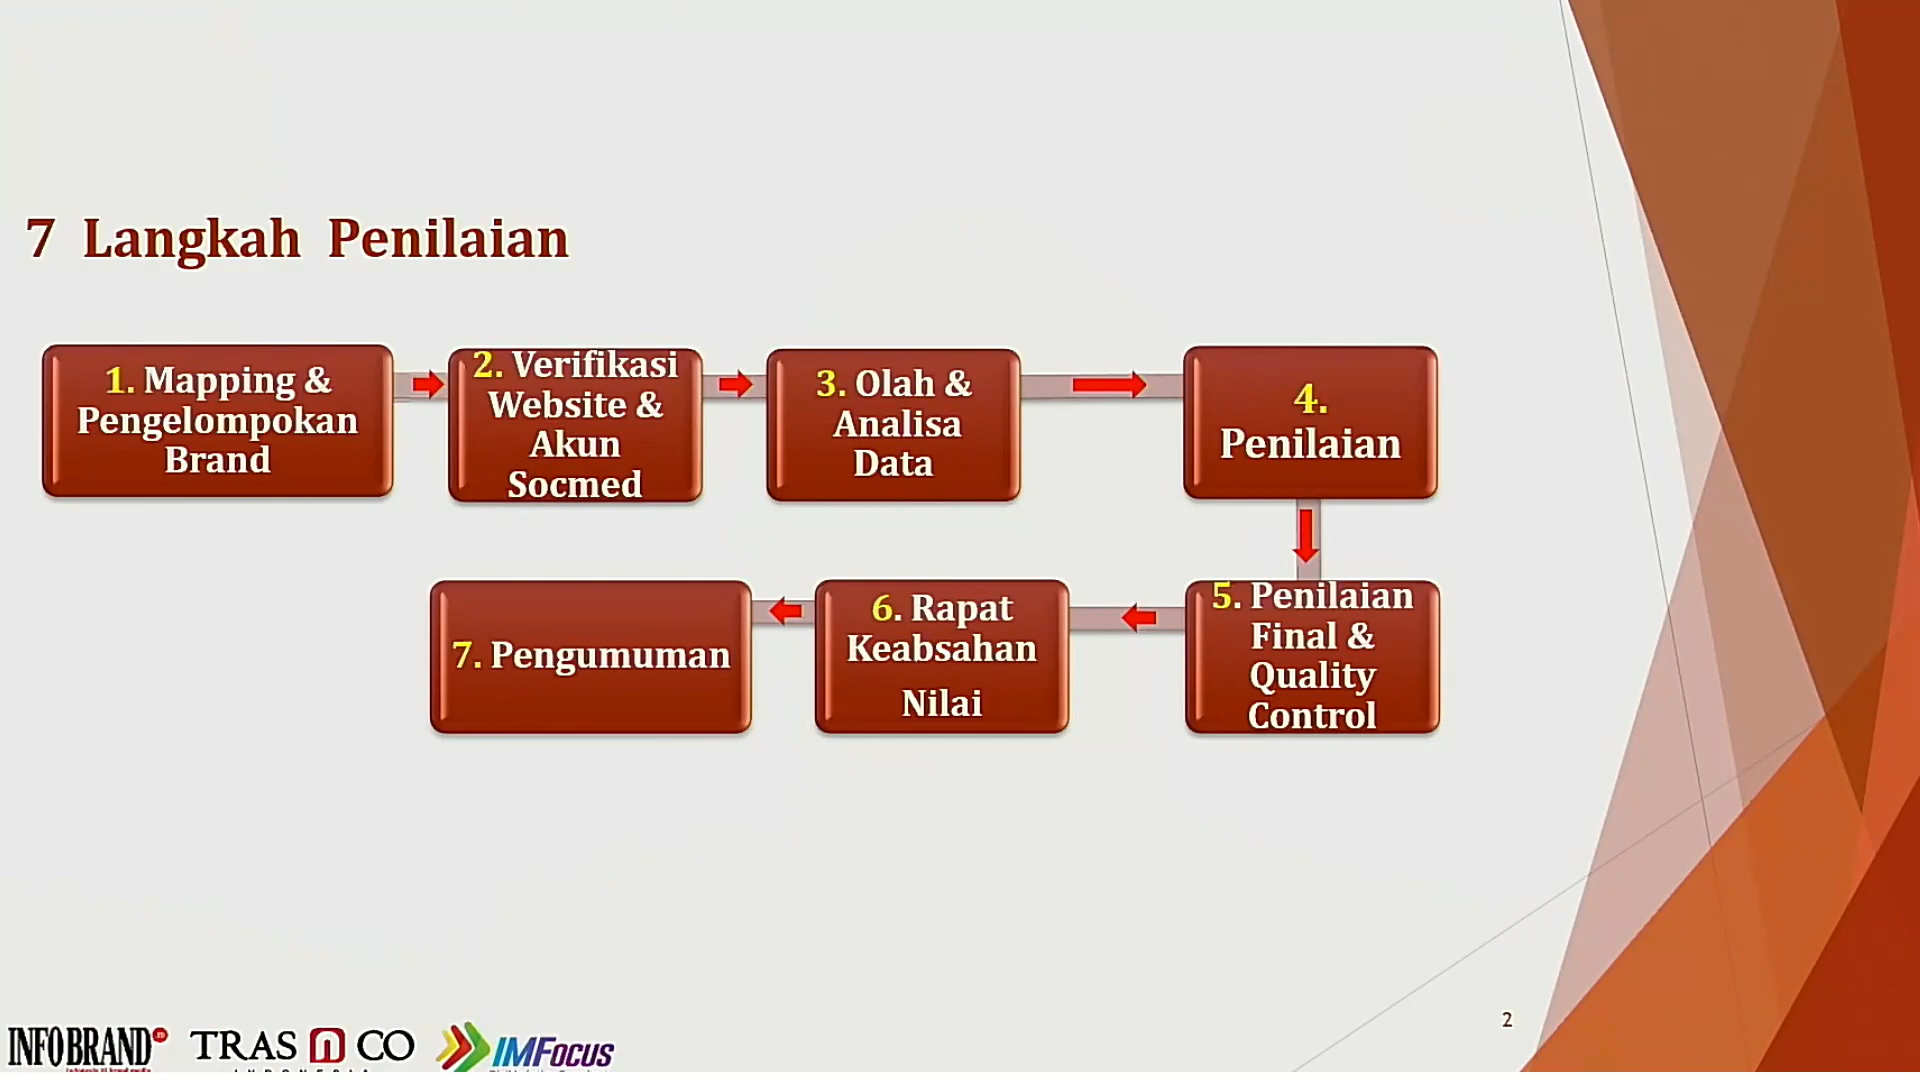 7 Langkah Penilaian
1. Mapping &
Pengelompokan
Brand
2. Verifikasi
Website &
Akun
Socmed
3. Olah &
Analisa
Data
4.
Penilaian
5. Penilaian
Final &
Quality
Control
6. Rapat
Keabsahan
Nilai
7. Pengumuman
2
INFOBRAND
TRAS N CO
IMFocus